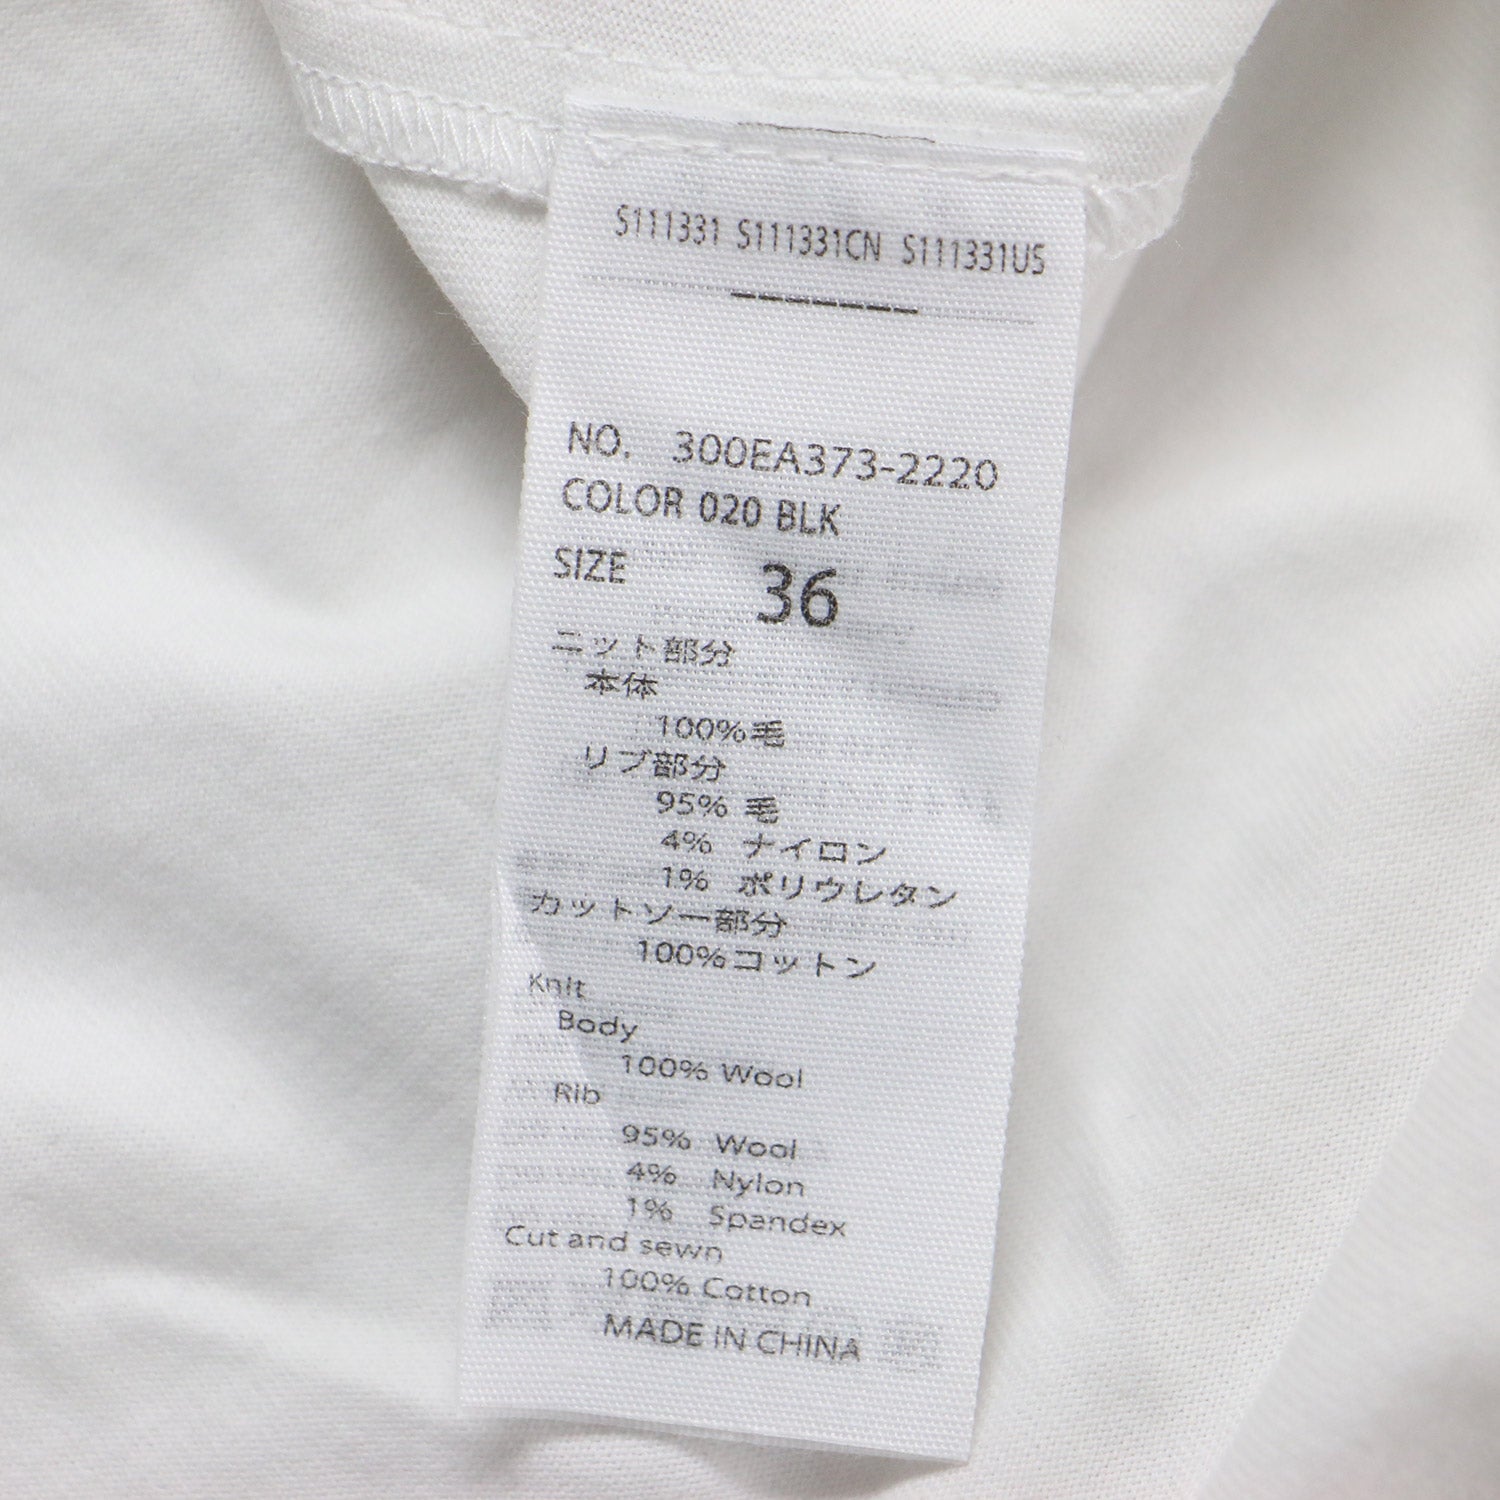 S111331 S111331CN S111331US
NO. 300EA373-2220
COLOR 020 BLK
SIZE 36
ニット部分
本体
100%毛
リブ部分
95% 毛
4% ナイロン
1% ポリウレタン
カットソー部分
100%コットン
Knit
Body
100% Wool
Rib
95% Wool
4% Nylon
1% Spandex
Cut and sewn
100% Cotton
MADE IN CHINA